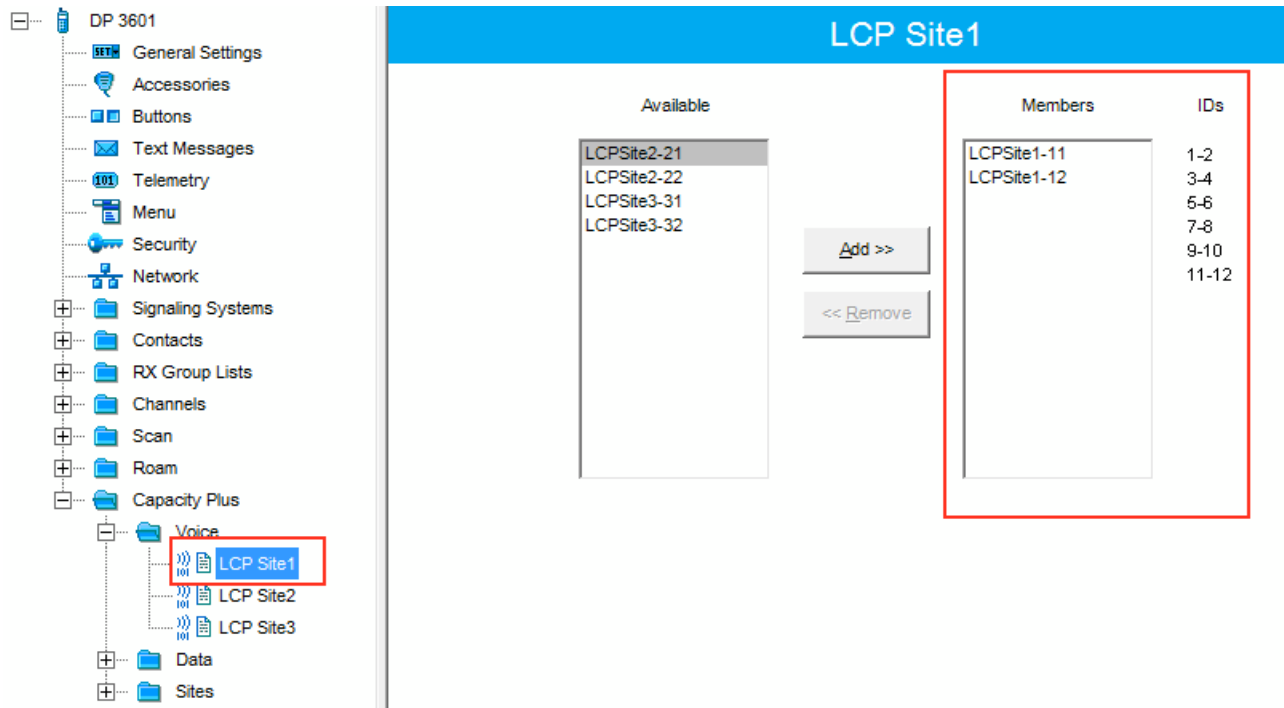 DP 3601
General Settings
Accessories
Buttons
Text Messages
Telemetry
Menu
Security
Network
Signaling Systems
Contacts
RX Group Lists
Channels
Scan
Roam
Capacity Plus
Voice
LCP Site1
LCP Site2
LCP Site3
Data
Sites
LCP Site1
Available
LCPSite2-21
LCPSite2-22
LCPSite3-31
LCPSite3-32
Add >>
<< Remove
Members IDs
LCPSite1-11 1-2
LCPSite1-12 3-4
5-6
7-8
9-10
11-12